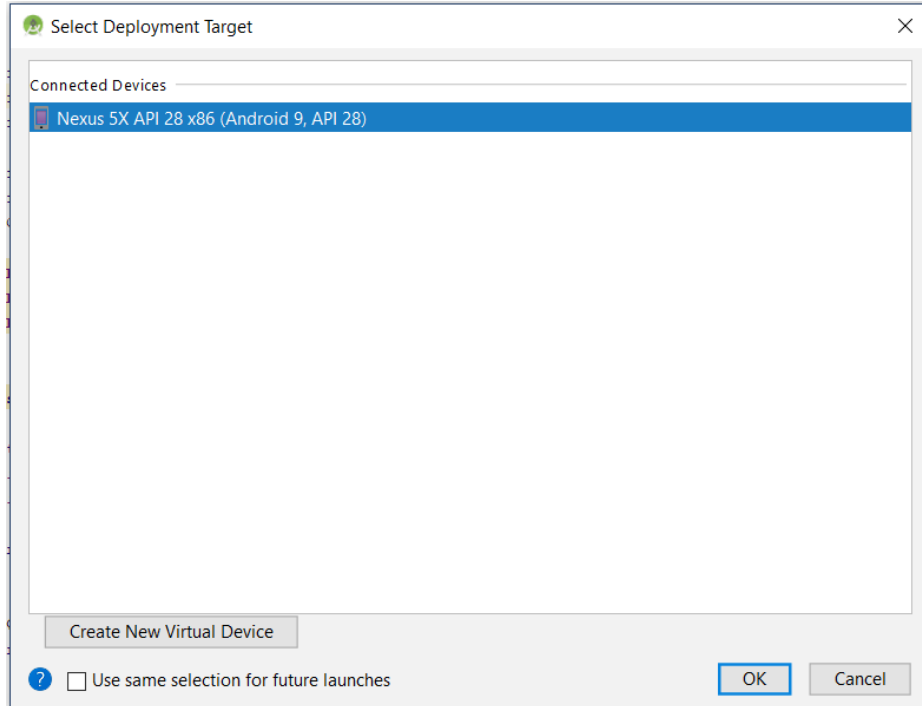 Select Deployment Target
Connected Devices
Nexus 5X API 28 x86 (Android 9, API 28)
Create New Virtual Device
? Use same selection for future launches
OK
Cancel